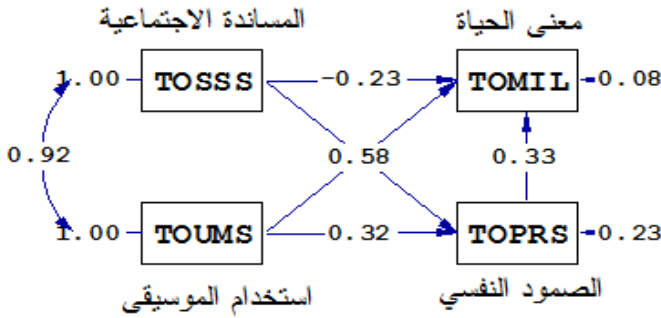 المساندة الاجتماعية
معنى الحياة
1.00
TOSSS
-0.23
TOMIL
0.08
0.92
0.58
0.33
1.00
TOUMS
0.32
TOPRS
0.23
استخدام الموسيقى
الصمود النفسي